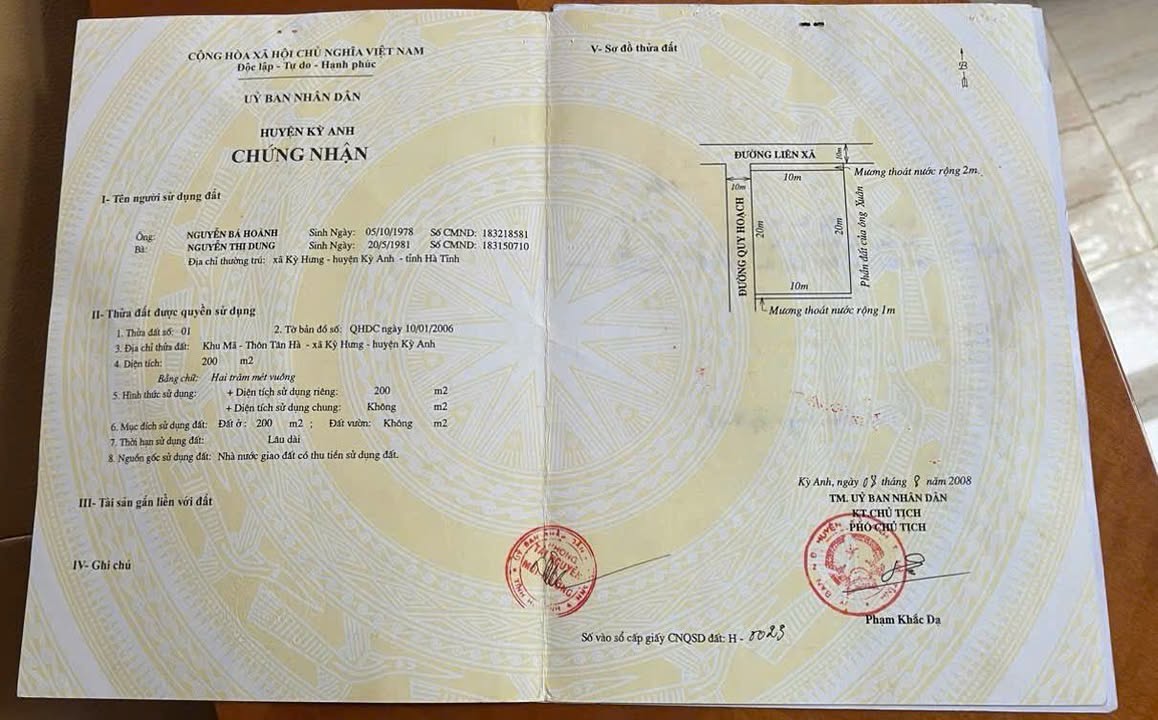 CỘNG HÒA XÃ HỘI CHỦ NGHĨA VIỆT NAM
Độc lập - Tự do - Hạnh phúc
UỶ BAN NHÂN DÂN
HUYỆN KỲ ANH
CHỨNG NHẬN
I- Tên người sử dụng đất
Ông: NGUYỄN BÁ HOÀNH Sinh Ngày: 05/10/1978 Số CMND: 183218581
Bà: NGUYỄN THỊ DUNG Sinh Ngày: 20/5/1981 Số CMND: 183150710
Địa chỉ thường trú: xã Kỳ Hưng - huyện Kỳ Anh - tỉnh Hà Tĩnh
II- Thửa đất được quyền sử dụng
1. Thửa đất số: 01 2. Tờ bản đồ số: QHDC ngày 10/01/2006
3. Địa chỉ thửa đất: Khu Mã - Thôn Tân Hà - xã Kỳ Hưng - huyện Kỳ Anh
4. Diện tích: 200 m2
Bằng chữ: Hai trăm mét vuông
5. Hình thức sử dụng: + Diện tích sử dụng riêng: 200 m2
+ Diện tích sử dụng chung: Không m2
6. Mục đích sử dụng đất: Đất ở : 200 m2 ; Đất vườn: Không m2
7. Thời hạn sử dụng đất: Lâu dài
8. Nguồn gốc sử dụng đất: Nhà nước giao đất có thu tiền sử dụng đất.
III- Tài sản gắn liền với đất
IV- Ghi chú
PHÒNG
TÀI NGUYÊN
V- Sơ đồ thửa đất
B
ĐƯỜNG LIÊN XÃ
10m
Mương thoát nước rộng 2m.
10m
10m
ĐƯỜNG QUY HOẠCH
20m
20m
Phần đất của ông Xuân
10m
Mương thoát nước rộng 1m
Kỳ Anh, ngày 08 tháng 8 năm 2008
TM. UỶ BAN NHÂN DÂN
KT.CHỦ TỊCH
PHÓ CHỦ TỊCH
Phạm Khắc Dạ
Số vào sổ cấp giấy CNQSD đất: H - 0023